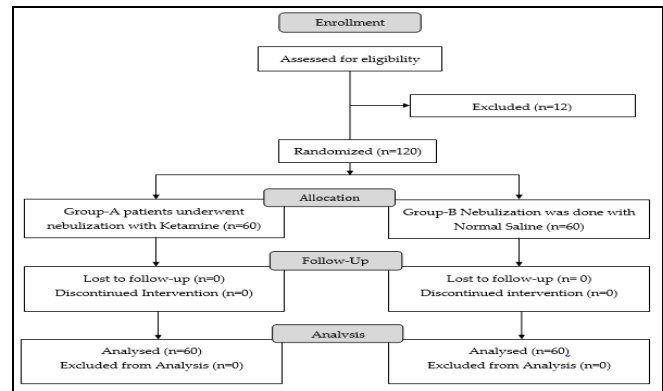 Enrollment
Assessed for eligibility
Excluded (n=12)
Randomized (n=120)
Allocation
Group-A patients underwent
nebulization with Ketamine (n=60)
Group-B Nebulization was done with
Normal Saline (n=60)
Follow-Up
Lost to follow-up (n=0)
Discontinued Intervention (n=0)
Lost to follow-up (n= 0)
Discontinued intervention (n=0)
Analysis
Analysed (n=60)
Excluded from Analysis (n=0)
Analysed (n=60)
Excluded from Analysis (n=0)